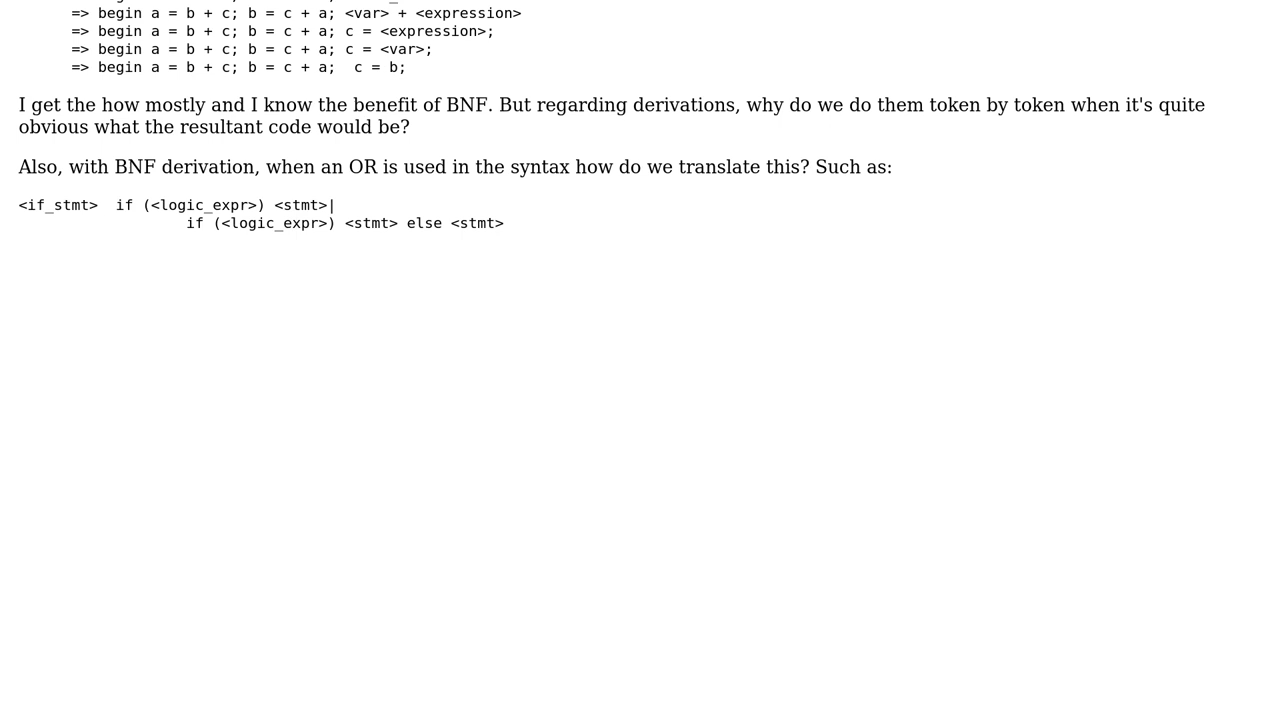 => begin a = b + c; b = c + a; <var> + <expression>
=> begin a = b + c; b = c + a; c = <expression>;
=> begin a = b + c; b = c + a; c = <var>;
=> begin a = b + c; b = c + a;  c = b;
I get the how mostly and I know the benefit of BNF. But regarding derivations, why do we do them token by token when it's quite
obvious what the resultant code would be?
Also, with BNF derivation, when an OR is used in the syntax how do we translate this? Such as:
<if_stmt>  if (<logic_expr>) <stmt>|
if (<logic_expr>) <stmt> else <stmt>